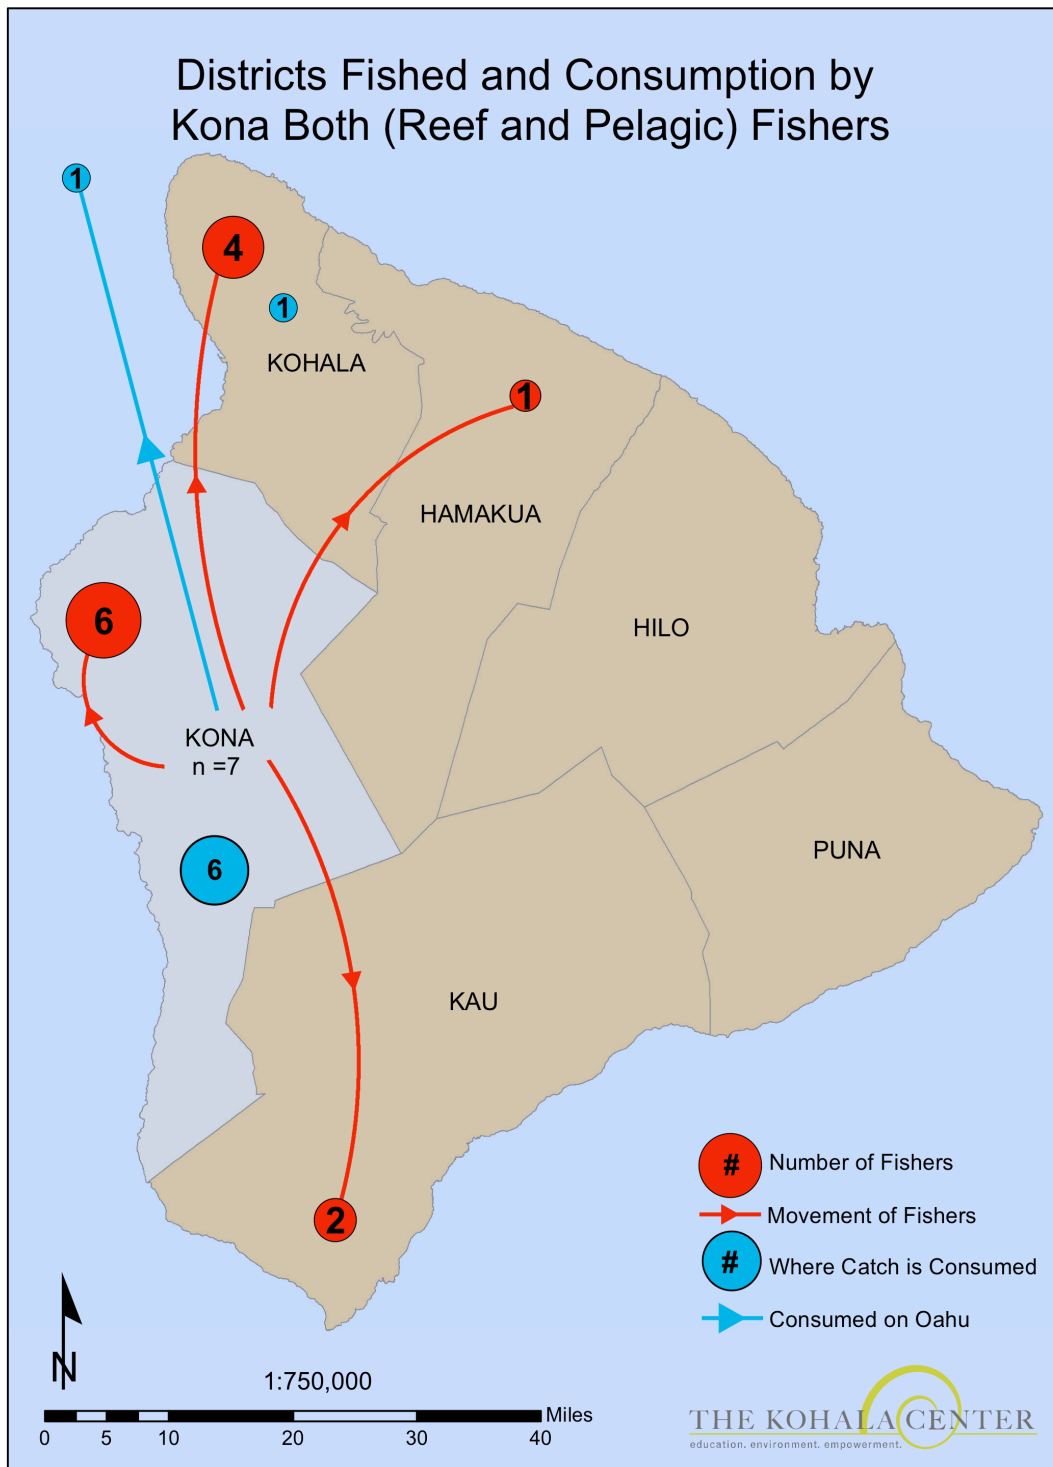 Districts Fished and Consumption by
Kona Both (Reef and Pelagic) Fishers
1
4
1
KOHALA
1
HAMAKUA
6
HILO
KONA
n =7
PUNA
6
KAU
2
# Number of Fishers
Movement of Fishers
# Where Catch is Consumed
Consumed on Oahu
N
1:750,000
Miles
0 5 10 20 30 40
THE KOHALA CENTER
education. environment. empowerment.